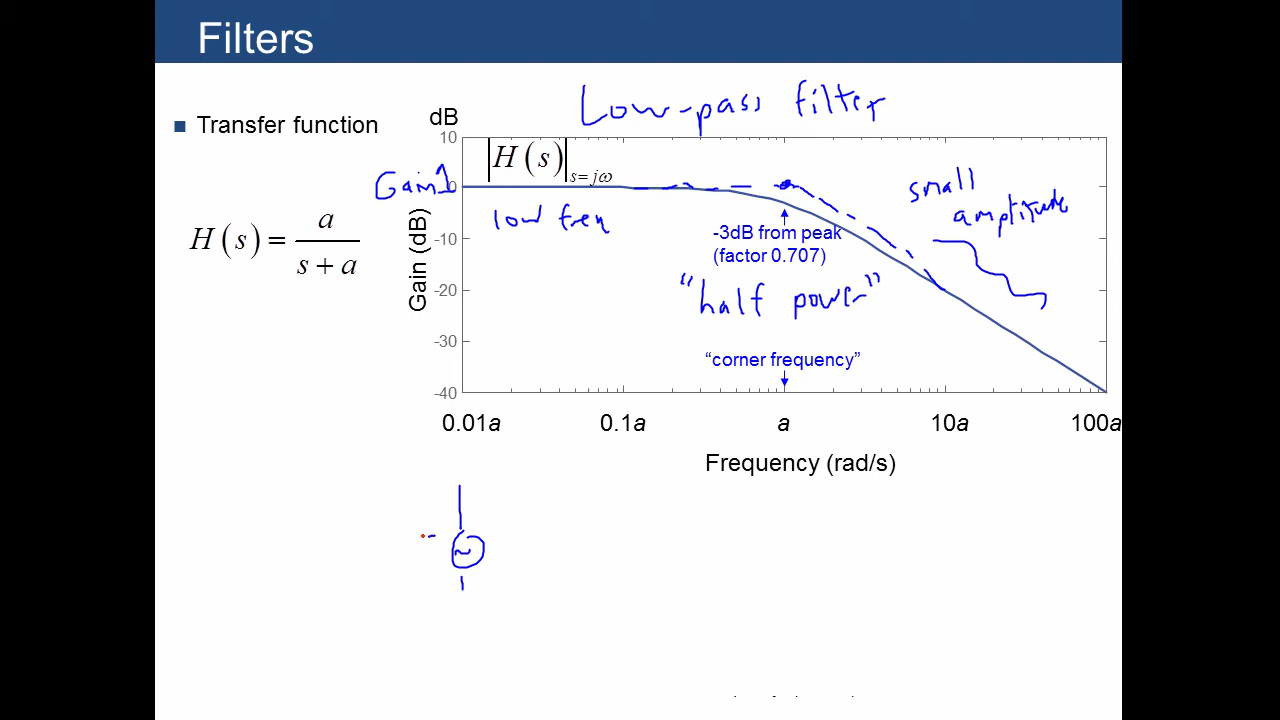 Filters
Low-pass filter
■ Transfer function
dB
10
|H(s)|s=jω
Gain 1
0
small
amplitude
low freq
-3dB from peak
(factor 0.707)
H(s) = a / (s + a)
-10
Gain (dB)
"half power"
-20
-30
“corner frequency”
-40
0.01a 0.1a a 10a 100a
Frequency (rad/s)
~